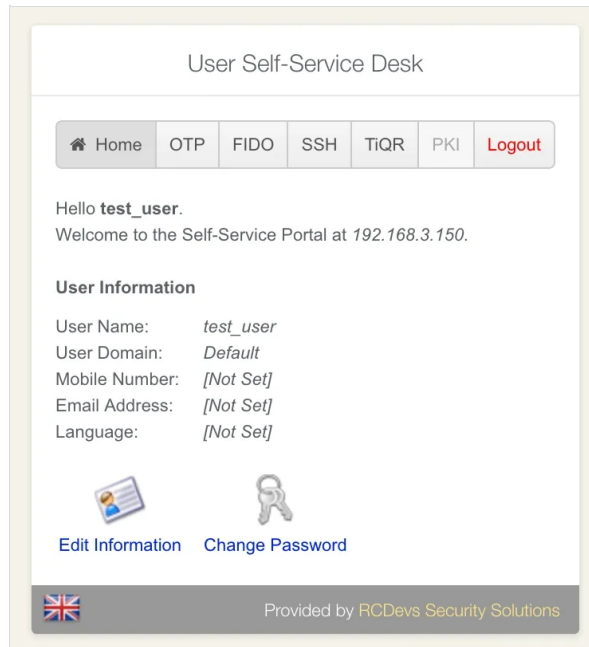 User Self-Service Desk
Home OTP FIDO SSH TiQR PKI Logout
Hello test_user.
Welcome to the Self-Service Portal at 192.168.3.150.
User Information
User Name: test_user
User Domain: Default
Mobile Number: [Not Set]
Email Address: [Not Set]
Language: [Not Set]
Edit Information Change Password
Provided by RCDevs Security Solutions